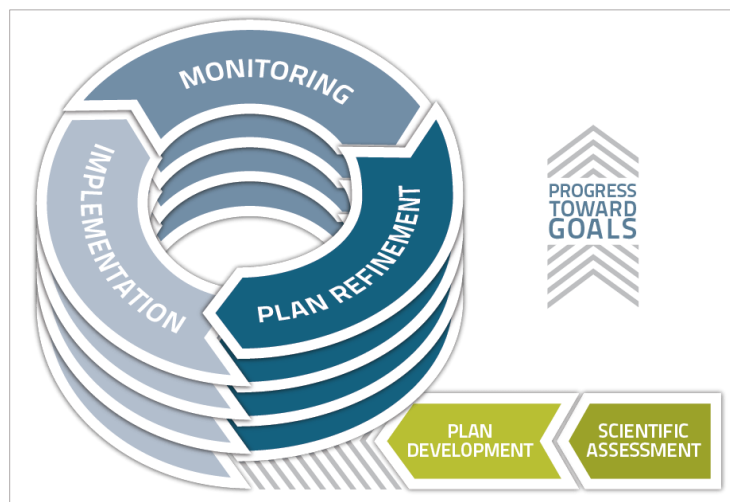 MONITORING
IMPLEMENTATION
PLAN REFINEMENT
PROGRESS
TOWARD
GOALS
PLAN
DEVELOPMENT
SCIENTIFIC
ASSESSMENT